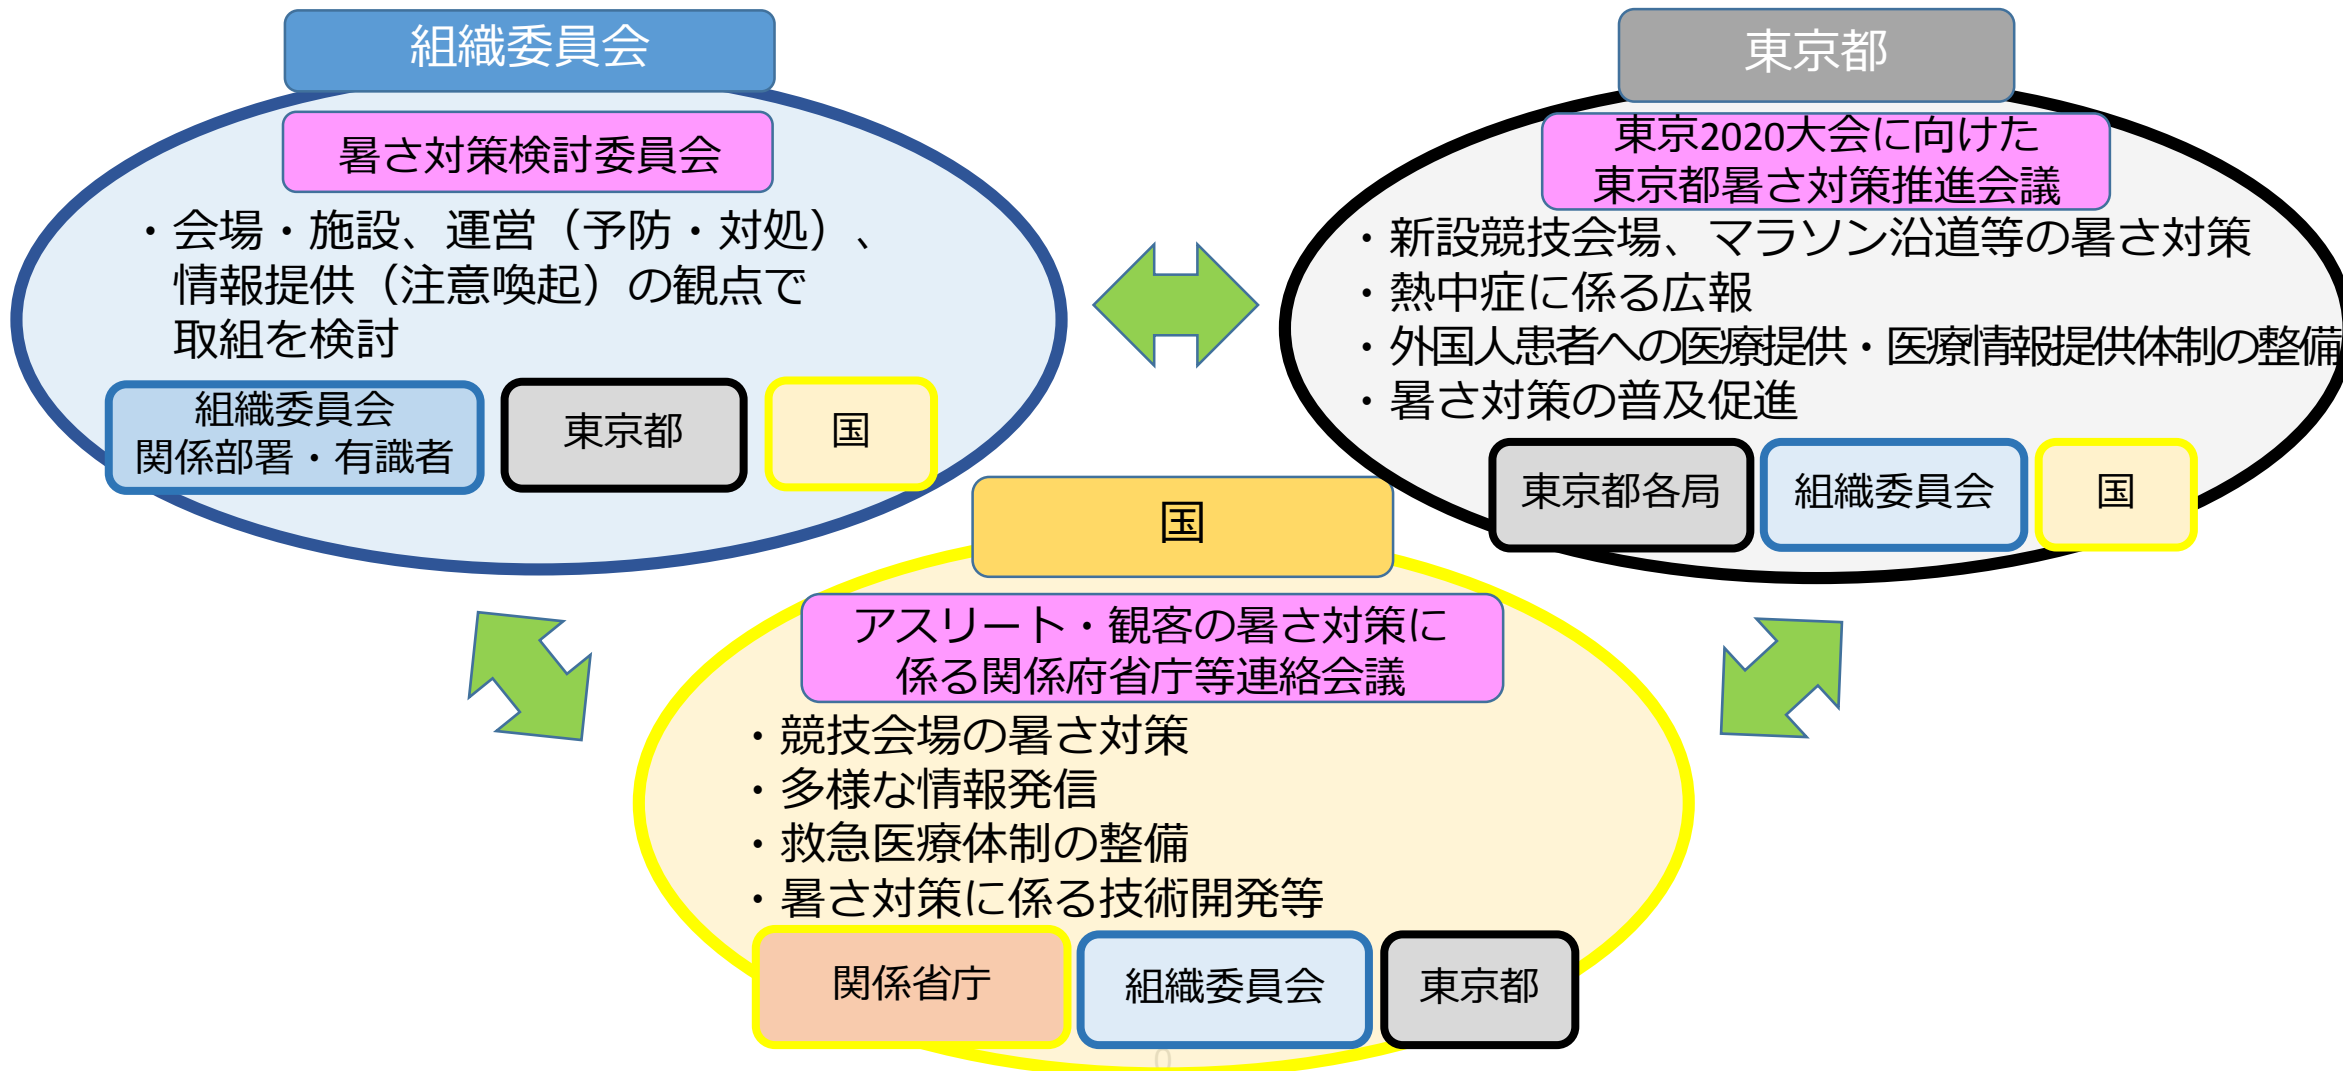 組織委員会
暑さ対策検討委員会
・会場・施設、運営（予防・対処）、
情報提供（注意喚起）の観点で
取組を検討
組織委員会
関係部署・有識者
東京都
国
東京都
東京2020大会に向けた
東京都暑さ対策推進会議
・新設競技会場、マラソン沿道等の暑さ対策
・熱中症に係る広報
・外国人患者への医療提供・医療情報提供体制の整備
・暑さ対策の普及促進
東京都各局
組織委員会
国
国
アスリート・観客の暑さ対策に
係る関係府省庁等連絡会議
・競技会場の暑さ対策
・多様な情報発信
・救急医療体制の整備
・暑さ対策に係る技術開発等
関係省庁
組織委員会
東京都
0